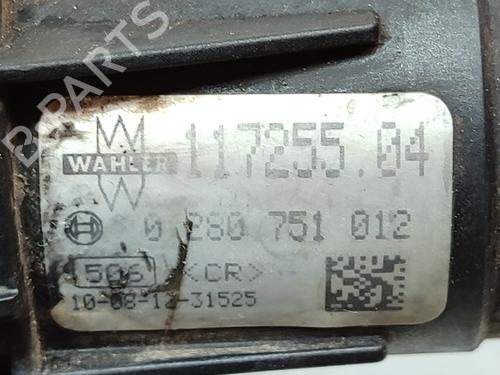 B-PARTS
WAHLER
117255.04
0 280 751 012
506 <CR>
10-08-12-31525